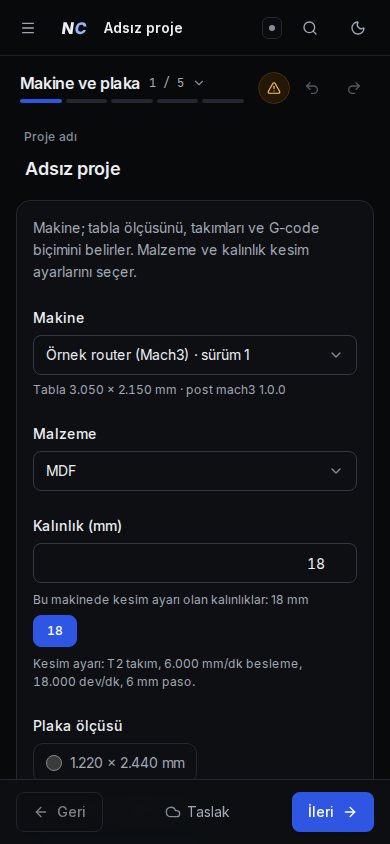 NC Adsız proje
Makine ve plaka 1 / 5
Proje adı
Adsız proje
Makine; tabla ölçüsünü, takımları ve G-code
biçimini belirler. Malzeme ve kalınlık kesim
ayarlarını seçer.
Makine
Örnek router (Mach3) · sürüm 1
Tabla 3.050 × 2.150 mm · post mach3 1.0.0
Malzeme
MDF
Kalınlık (mm)
18
Bu makinede kesim ayarı olan kalınlıklar: 18 mm
18
Kesim ayarı: T2 takım, 6.000 mm/dk besleme,
18.000 dev/dk, 6 mm paso.
Plaka ölçüsü
1.220 × 2.440 mm
Geri
Taslak
İleri